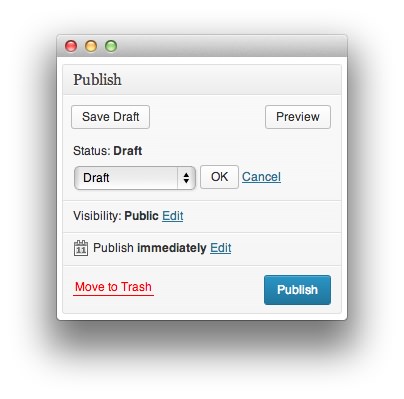 Publish
Save Draft Preview
Status: Draft
Draft OK Cancel
Visibility: Public Edit
11 Publish immediately Edit
Move to Trash Publish